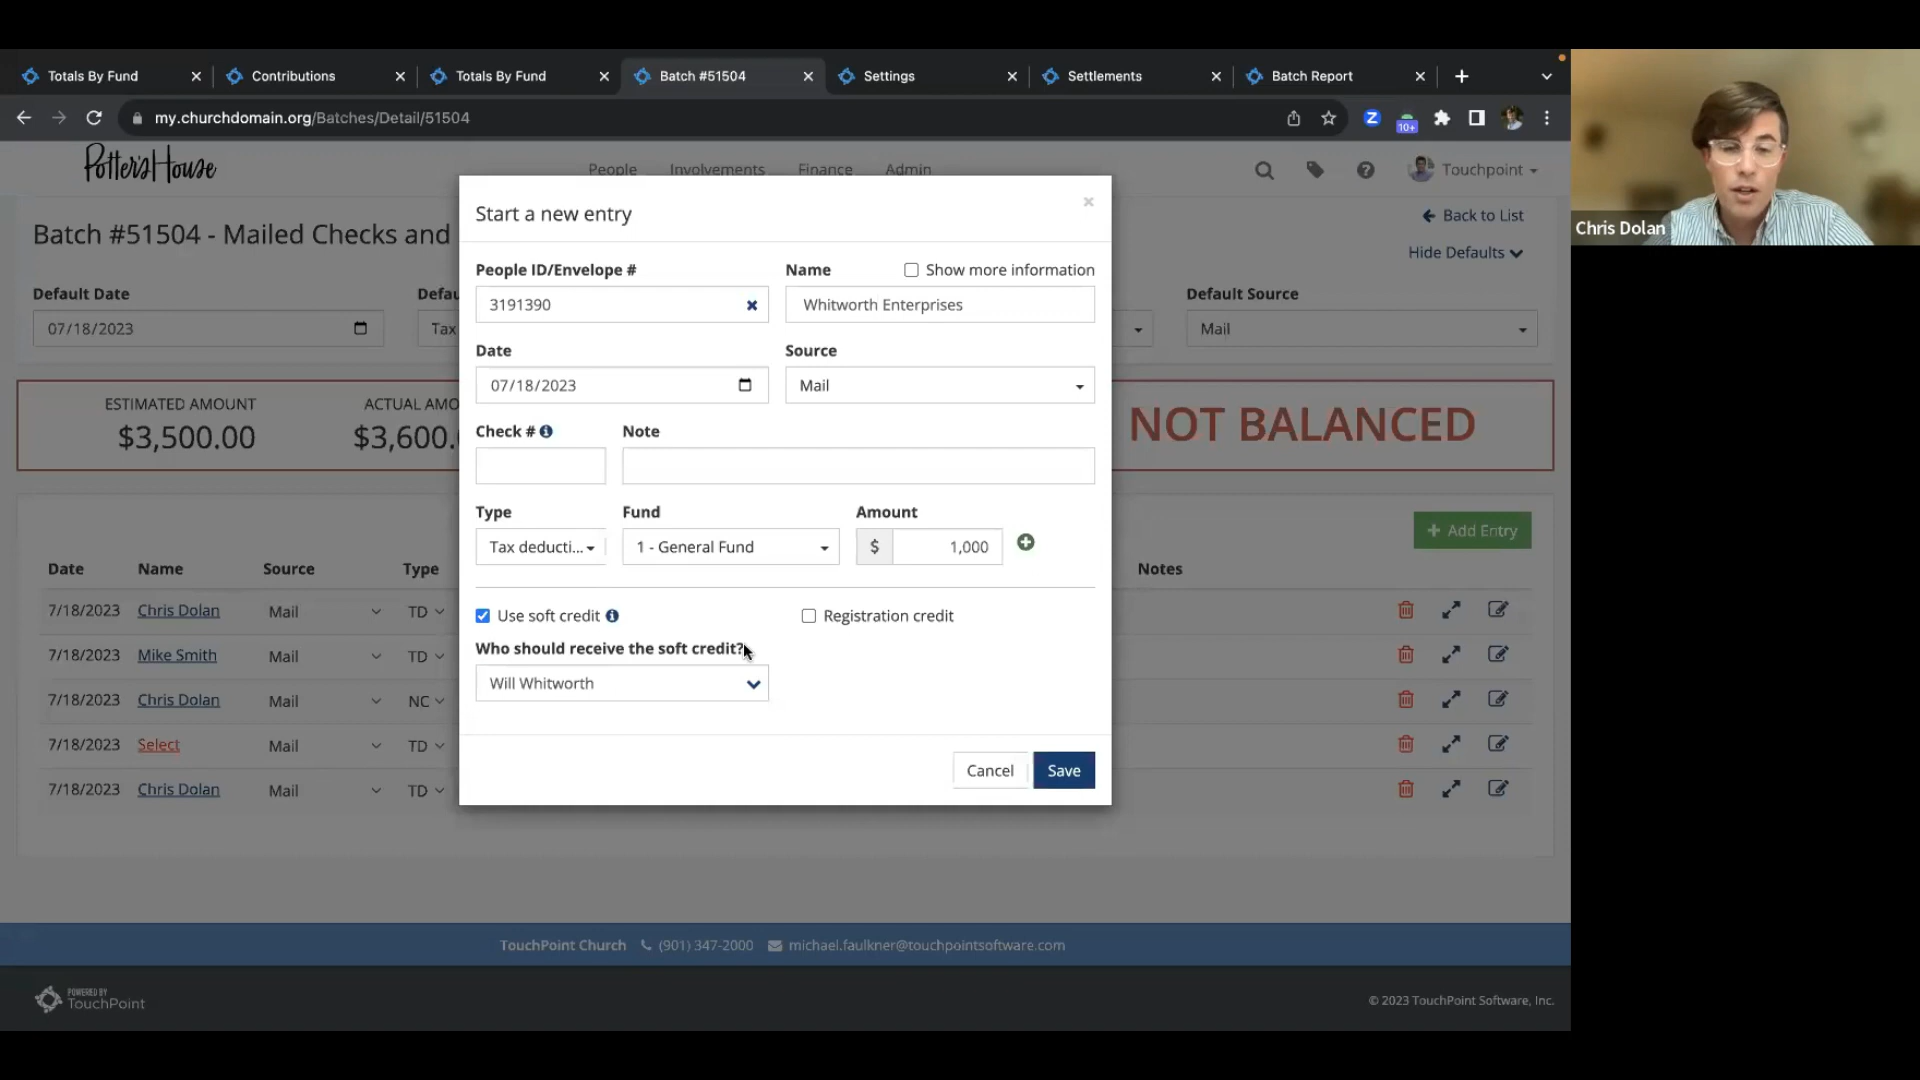 Totals By Fund
Contributions
Totals By Fund
Batch #51504
Settings
Settlements
Batch Report
my.churchdomain.org/Batches/Detail/51504
Z
10+
Potter's House
People Involvements Finance Admin
Touchpoint
Batch #51504 - Mailed Checks and
Back to List
Hide Defaults
Default Date
Defau
Default Source
07/18/2023
Tax
Mail
ESTIMATED AMOUNT
$3,500.00
ACTUAL AMO
$3,600.
NOT BALANCED
+ Add Entry
Date Name Source Type Notes
7/18/2023 Chris Dolan Mail TD
7/18/2023 Mike Smith Mail TD
7/18/2023 Chris Dolan Mail NC
7/18/2023 Select Mail TD
7/18/2023 Chris Dolan Mail TD
Start a new entry
×
People ID/Envelope #
3191390
Name
Show more information
Whitworth Enterprises
Date
07/18/2023
Source
Mail
Check #
Note
Type
Tax deducti...
Fund
1 - General Fund
Amount
$ 1,000
Use soft credit
Registration credit
Who should receive the soft credit?
Will Whitworth
Cancel
Save
TouchPoint Church (901) 347-2000 michael.faulkner@touchpointsoftware.com
POWERED BY
TouchPoint
© 2023 TouchPoint Software, Inc.
Chris Dolan